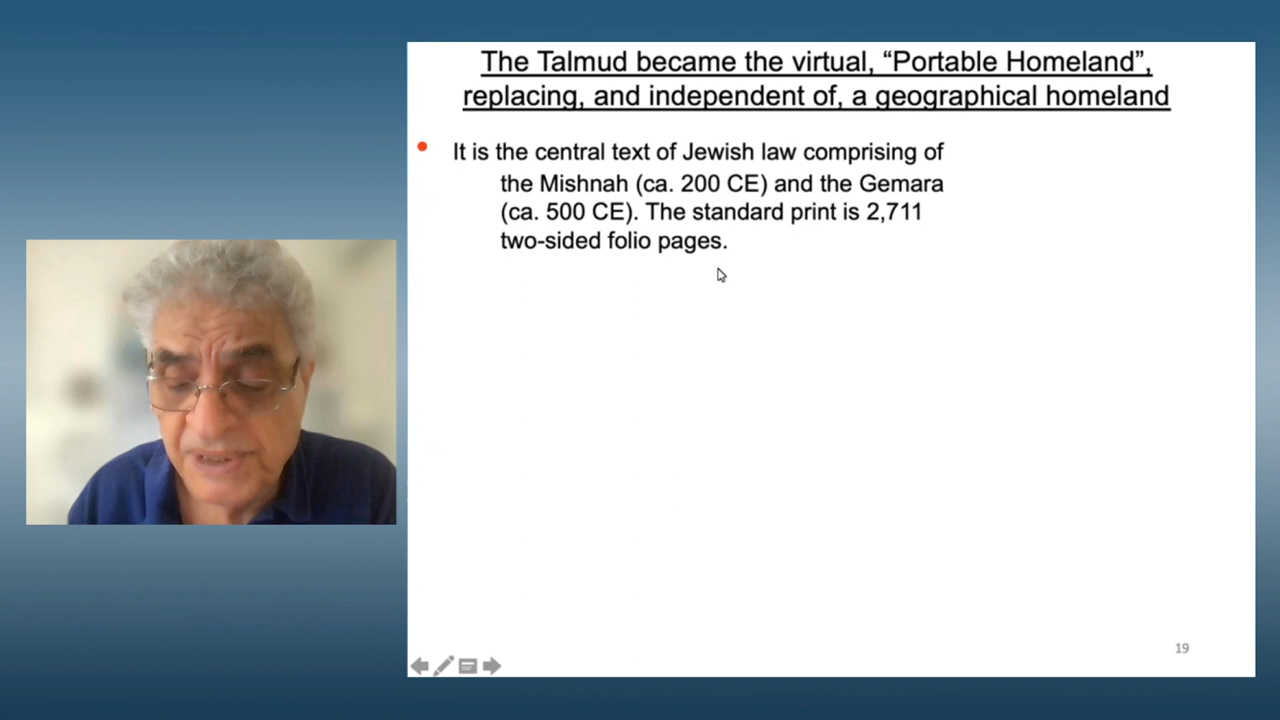 The Talmud became the virtual, “Portable Homeland”,
replacing, and independent of, a geographical homeland
It is the central text of Jewish law comprising of
the Mishnah (ca. 200 CE) and the Gemara
(ca. 500 CE). The standard print is 2,711
two-sided folio pages.
19